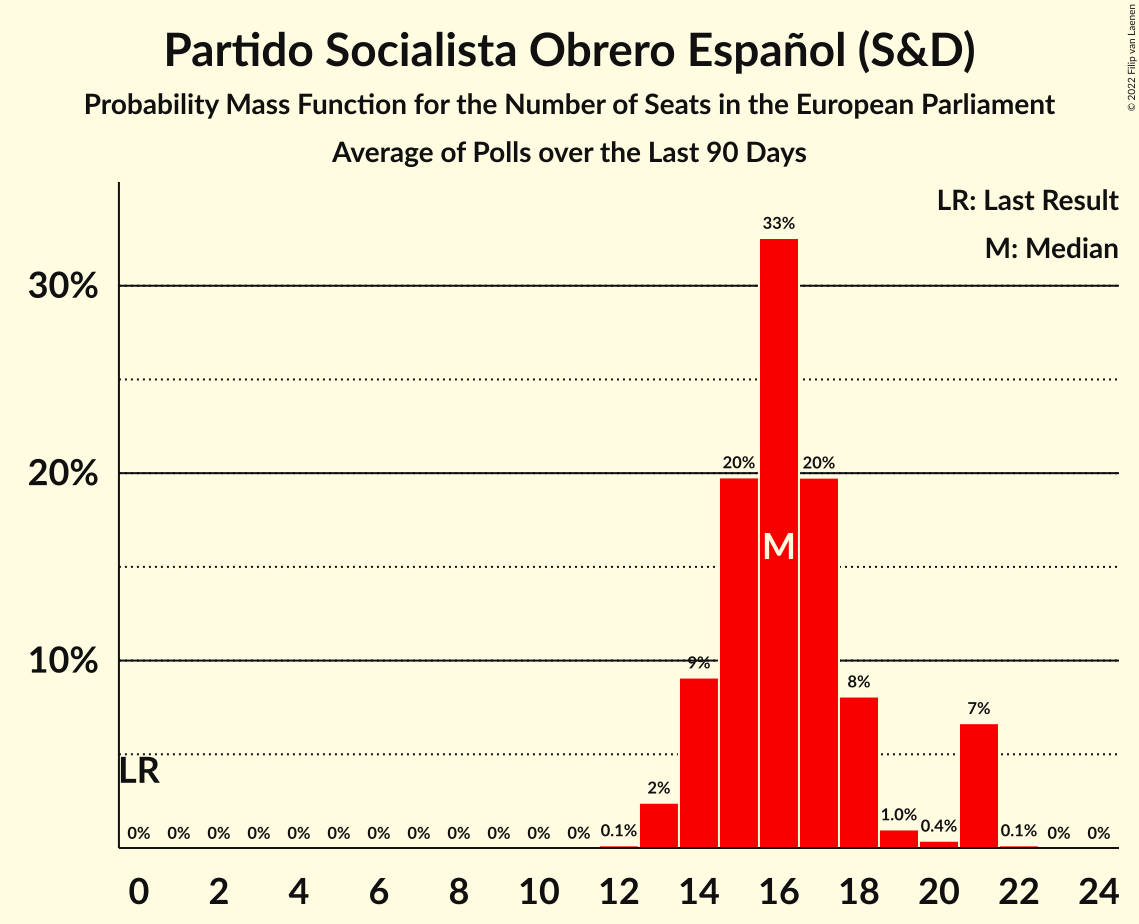 Partido Socialista Obrero Español (S&D)
Probability Mass Function for the Number of Seats in the European Parliament
Average of Polls over the Last 90 Days
© 2022 Filip van Laenen
LR: Last Result
M: Median
33%
30%
20% 20%
20%
M
10%
9%
8%
7%
LR
2%
0% 0% 0% 0% 0% 0% 0% 0% 0% 0% 0% 0% 0.1% 1.0% 0.4% 0.1% 0% 0%
0 2 4 6 8 10 12 14 16 18 20 22 24